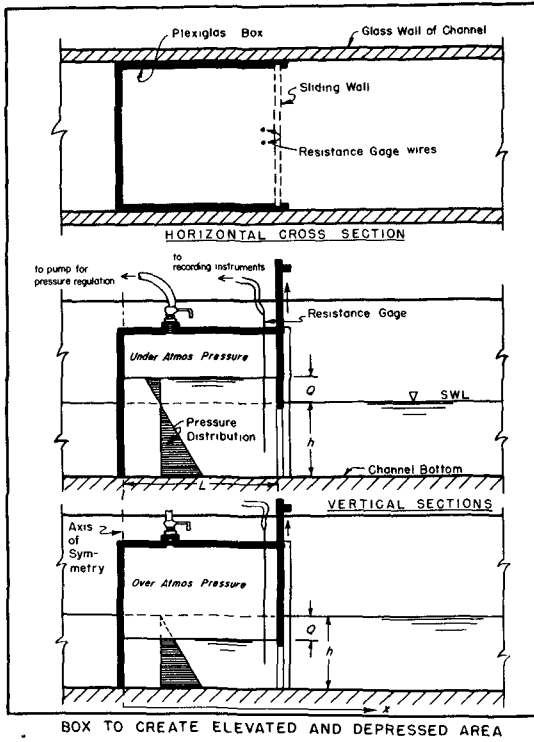 Plexiglas Box
Glass Wall of Channel
Sliding Wall
Resistance Gage wires
HORIZONTAL CROSS SECTION
to pump for
pressure regulation
to
recording instruments
Resistance Gage
Under Atmos Pressure
Q
SWL
Pressure
Distribution
h
Channel Bottom
L
VERTICAL SECTIONS
Axis
of
Sym-
metry
Over Atmos Pressure
Q
h
x
BOX TO CREATE ELEVATED AND DEPRESSED AREA